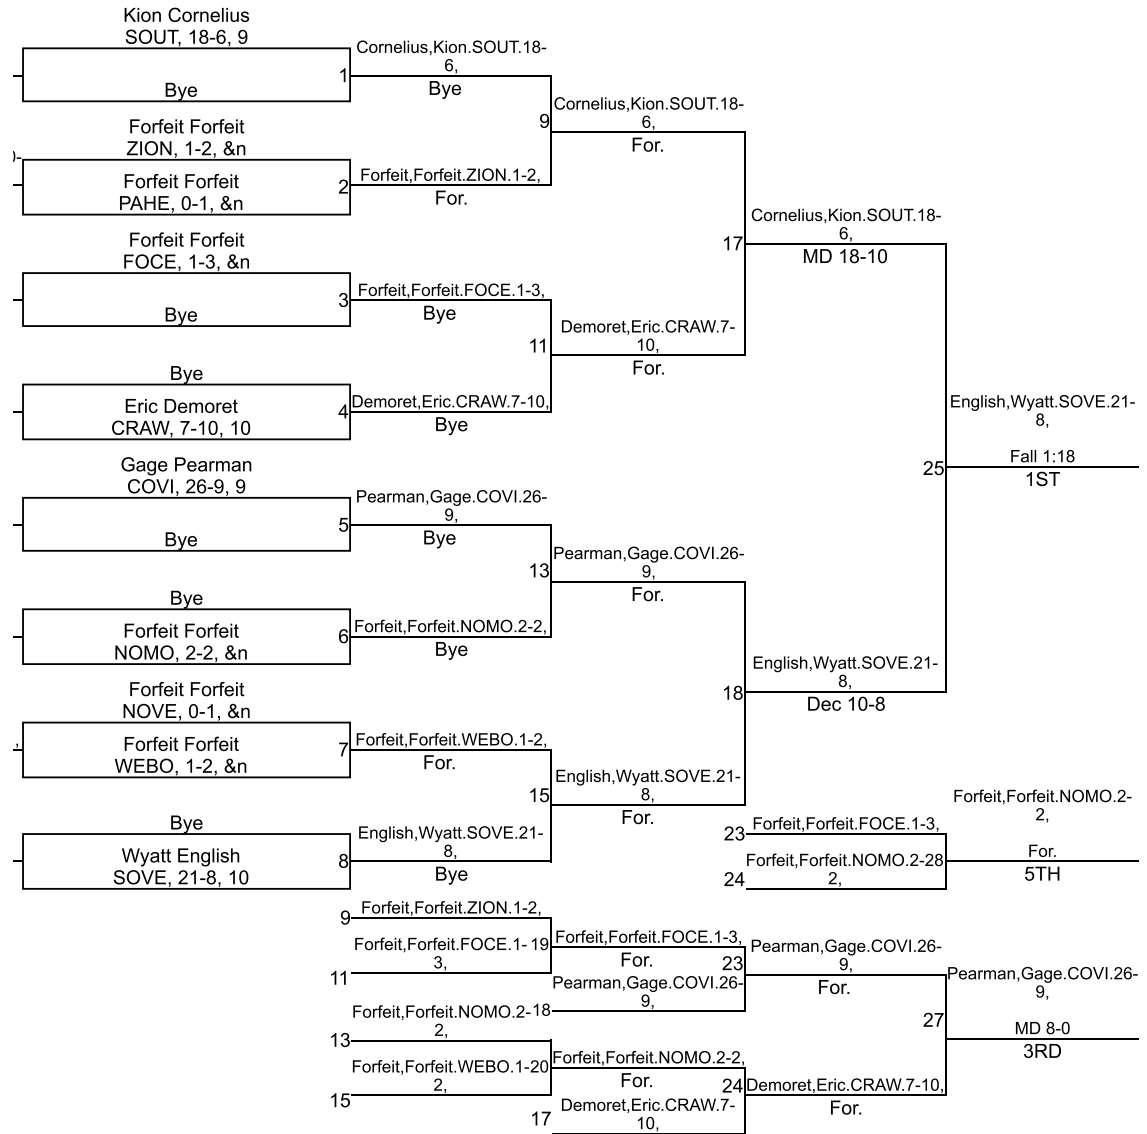 Kion Cornelius
SOUT, 18-6, 9
Bye
1
Cornelius,Kion.SOUT.18-
6,
Bye
Forfeit Forfeit
ZION, 1-2, &n
0-
Forfeit Forfeit
PAHE, 0-1, &n
2
Forfeit,Forfeit.ZION.1-2,
For.
9
Cornelius,Kion.SOUT.18-
6,
For.
Forfeit Forfeit
FOCE, 1-3, &n
Bye
3
Forfeit,Forfeit.FOCE.1-3,
Bye
Bye
Eric Demoret
CRAW, 7-10, 10
4
Demoret,Eric.CRAW.7-10,
Bye
11
Demoret,Eric.CRAW.7-
10,
For.
17
Cornelius,Kion.SOUT.18-
6,
MD 18-10
Gage Pearman
COVI, 26-9, 9
Bye
5
Pearman,Gage.COVI.26-
9,
Bye
Bye
Forfeit Forfeit
NOMO, 2-2, &n
6
Forfeit,Forfeit.NOMO.2-2,
Bye
13
Pearman,Gage.COVI.26-
9,
For.
Forfeit Forfeit
NOVE, 0-1, &n
,
Forfeit Forfeit
WEBO, 1-2, &n
7
Forfeit,Forfeit.WEBO.1-2,
For.
Bye
Wyatt English
SOVE, 21-8, 10
8
English,Wyatt.SOVE.21-
8,
Bye
15
English,Wyatt.SOVE.21-
8,
For.
18
English,Wyatt.SOVE.21-
8,
Dec 10-8
25
English,Wyatt.SOVE.21-
8,
Fall 1:18
1ST
23
Forfeit,Forfeit.FOCE.1-3,
24
Forfeit,Forfeit.NOMO.2-28
2,
Forfeit,Forfeit.NOMO.2-
2,
For.
5TH
9
Forfeit,Forfeit.ZION.1-2,
11
Forfeit,Forfeit.FOCE.1-19
3,
Forfeit,Forfeit.FOCE.1-3,
For.
18
Pearman,Gage.COVI.26-
9,
23
Pearman,Gage.COVI.26-
9,
For.
13
Forfeit,Forfeit.NOMO.2-
2,
15
Forfeit,Forfeit.WEBO.1-20
2,
Forfeit,Forfeit.NOMO.2-2,
For.
17
Demoret,Eric.CRAW.7-
10,
24
Demoret,Eric.CRAW.7-10,
For.
27
Pearman,Gage.COVI.26-
9,
MD 8-0
3RD